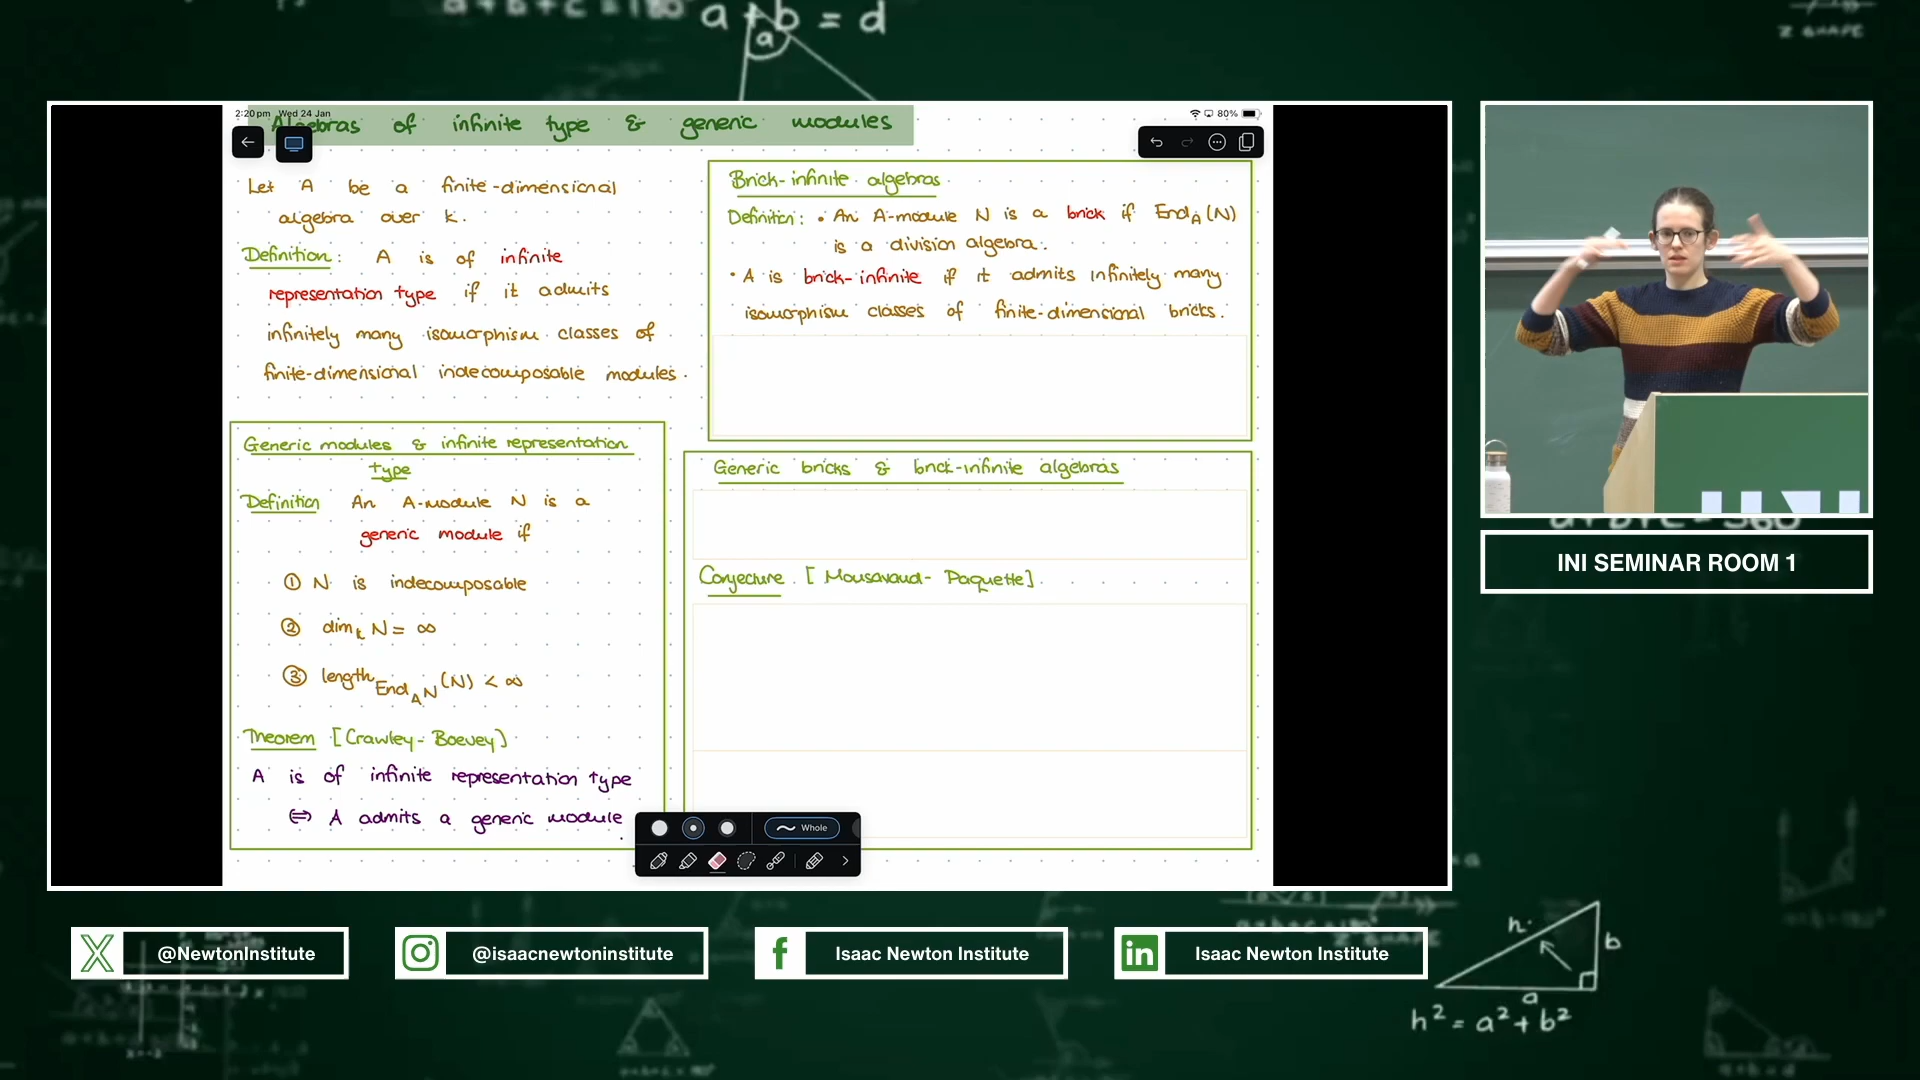 a+b = d
a
Z SHAPE
2:20 pm Wed 24 Jan
80%
Algebras of infinite type & generic modules
Let A be a finite-dimensional
algebra over k.
Definition: A is of infinite
representation type if it admits
infinitely many isomorphism classes of
finite-dimensional indecomposable modules.
Generic modules & infinite representation
type
Definition An A-module N is a
generic module if
① N is indecomposable
② dim_k N = ∞
③ length_{End_A N} (N) < ∞
Theorem [Crawley-Boevey]
A is of infinite representation type
⇔ A admits a generic module
Brick-infinite algebras
Definition: • An A-module N is a brick if End_A(N)
is a division algebra.
• A is brick-infinite if it admits infinitely many
isomorphism classes of finite-dimensional bricks.
Generic bricks & brick-infinite algebras
Conjecture [Mousavand-Paquette].
Whole
INI SEMINAR ROOM 1
@NewtonInstitute
@isaacnewtoninstitute
Isaac Newton Institute
Isaac Newton Institute
h
b
a
h² = a² + b²